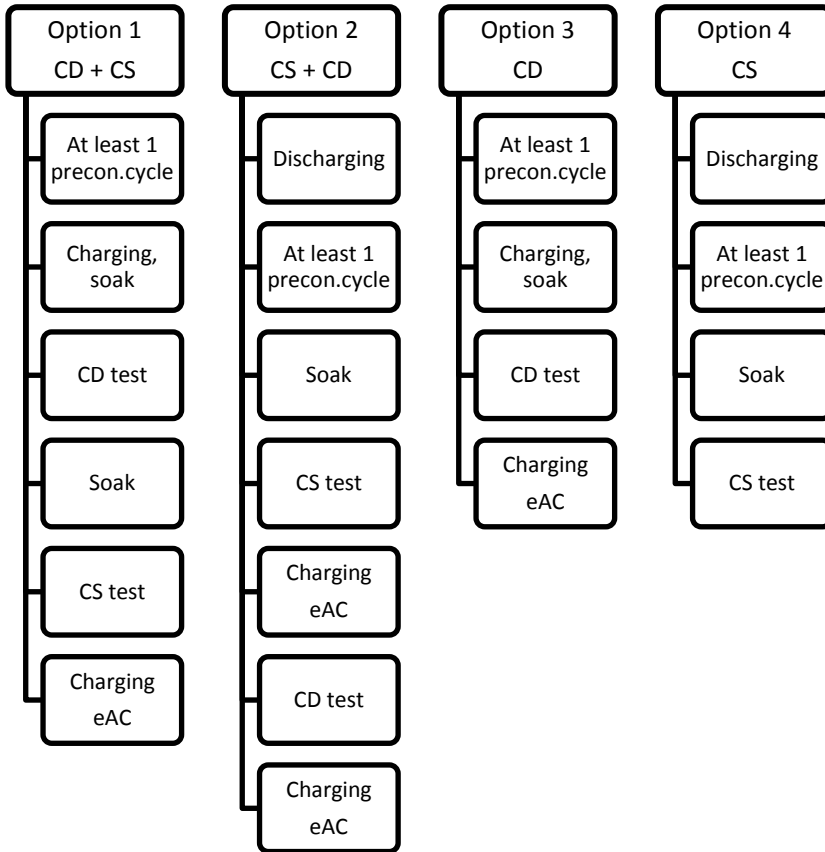 Option 1
CD + CS
At least 1
precon.cycle
Charging,
soak
CD test
Soak
CS test
Charging
eAC
Option 2
CS + CD
Discharging
At least 1
precon.cycle
Soak
CS test
Charging
eAC
CD test
Charging
eAC
Option 3
CD
At least 1
precon.cycle
Charging,
soak
CD test
Charging
eAC
Option 4
CS
Discharging
At least 1
precon.cycle
Soak
CS test